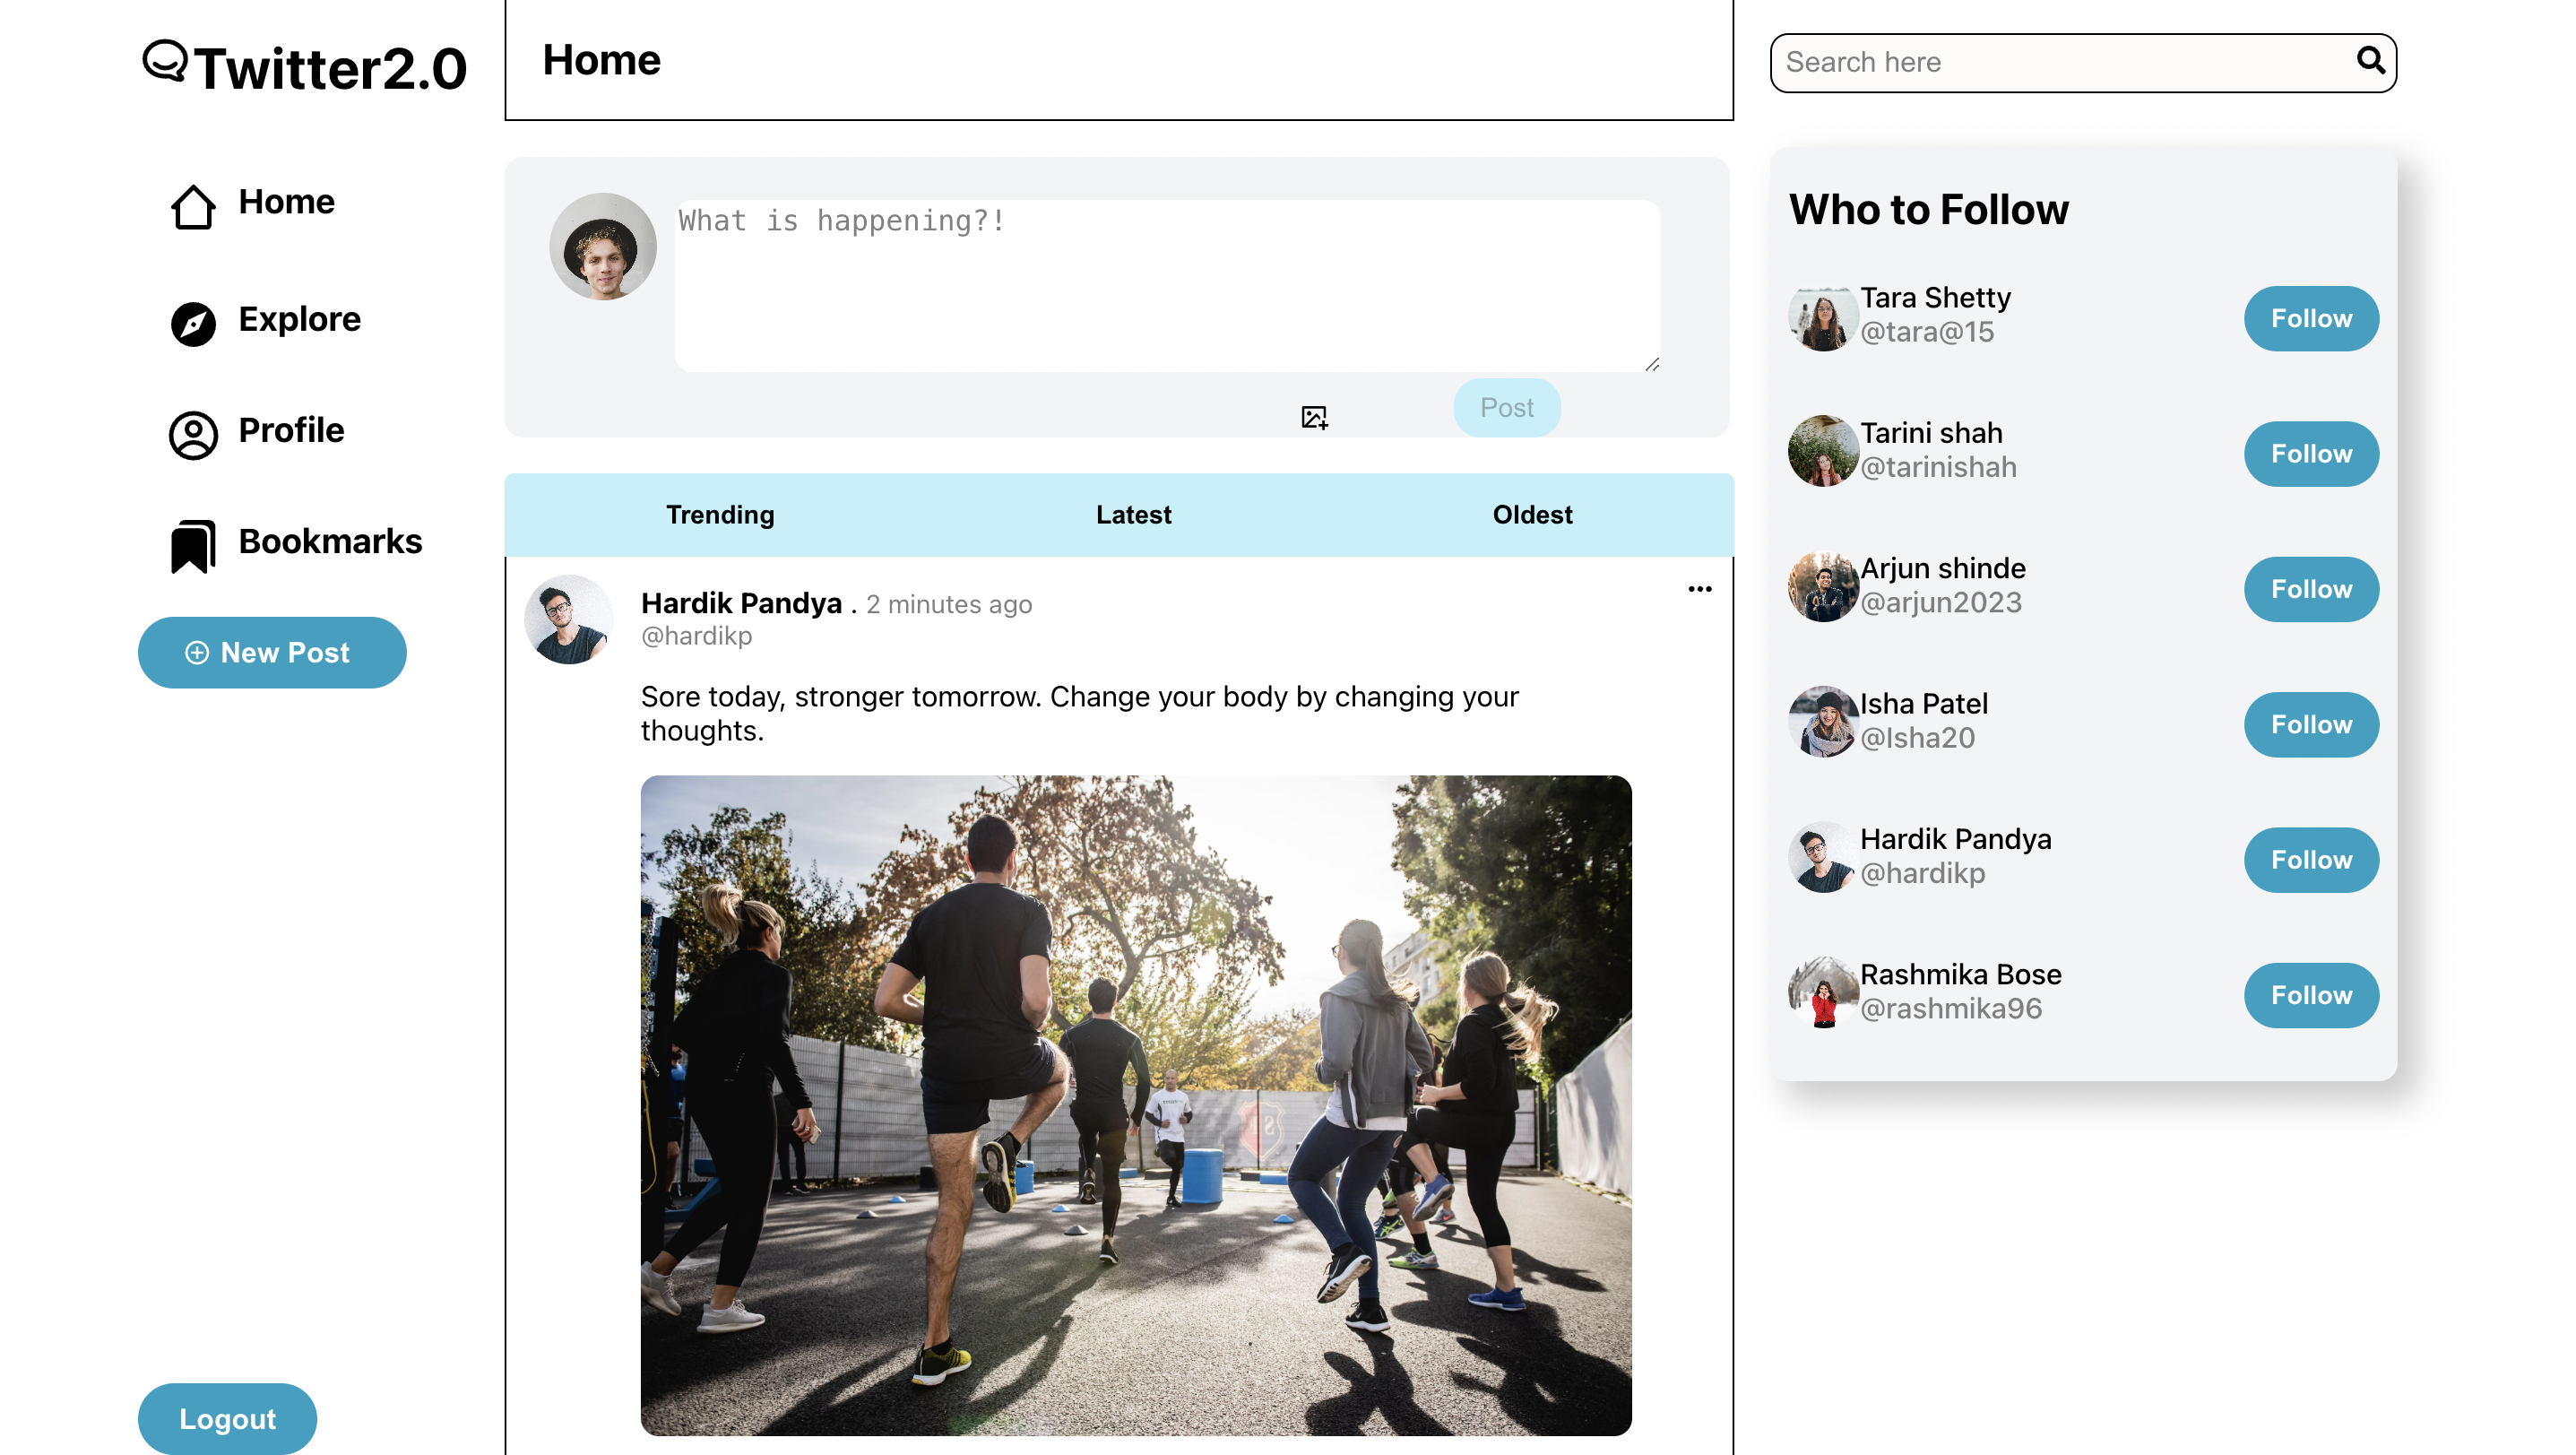 Twitter2.0
Home
Explore
Profile
Bookmarks
New Post
Logout
Home
What is happening?!
Post
Trending
Latest
Oldest
Hardik Pandya . 2 minutes ago
@hardikp
Sore today, stronger tomorrow. Change your body by changing your
thoughts.
Search here
Who to Follow
Tara Shetty
@tara@15
Follow
Tarini shah
@tarinishah
Follow
Arjun shinde
@arjun2023
Follow
Isha Patel
@Isha20
Follow
Hardik Pandya
@hardikp
Follow
Rashmika Bose
@rashmika96
Follow